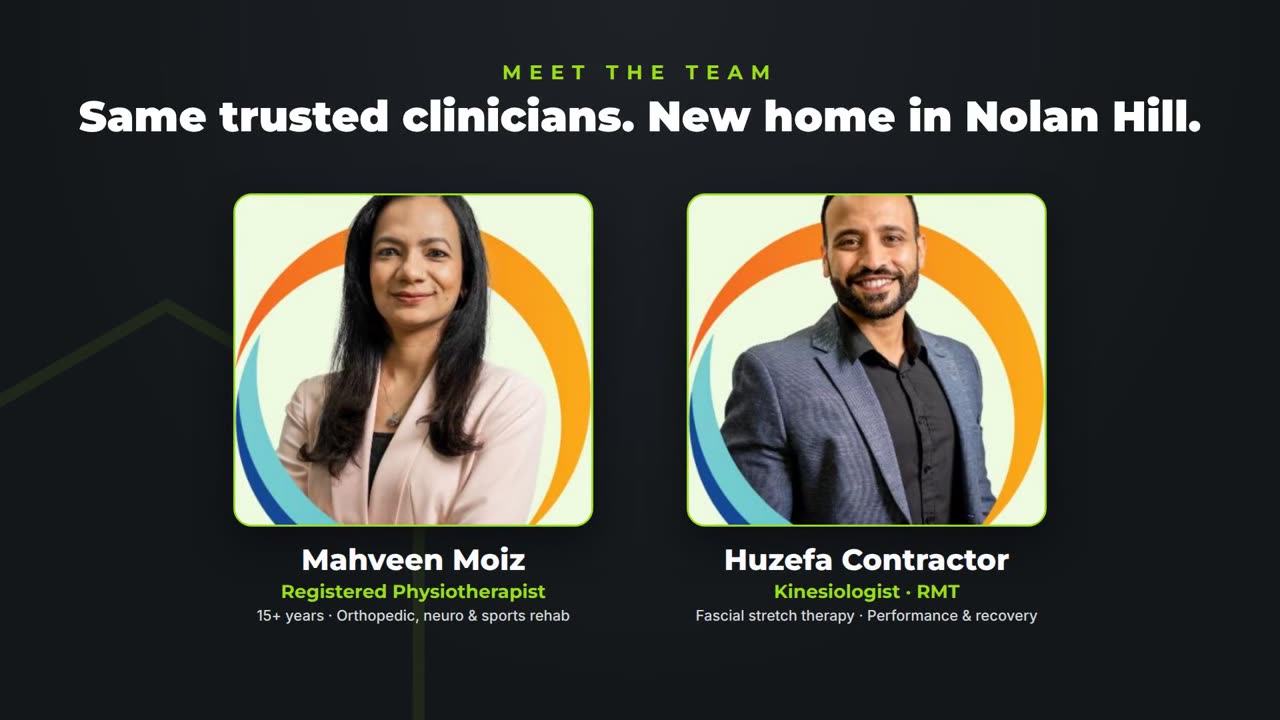 MEET THE TEAM
Same trusted clinicians. New home in Nolan Hill.
Mahveen Moiz
Registered Physiotherapist
15+ years · Orthopedic, neuro & sports rehab
Huzefa Contractor
Kinesiologist · RMT
Fascial stretch therapy · Performance & recovery